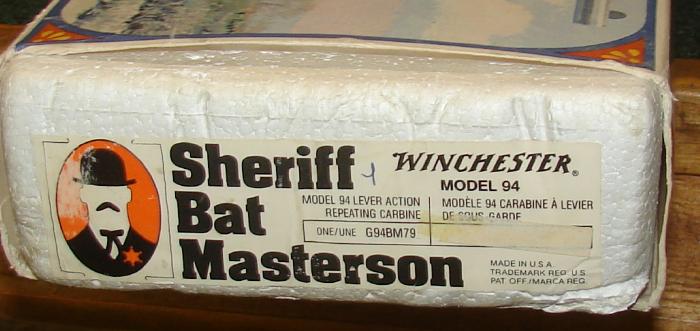 Sheriff
Bat
Masterson
WINCHESTER®
MODEL 94
MODEL 94 LEVER ACTION
REPEATING CARBINE
MODÈLE 94 CARABINE À LEVIER
DE SOUS-GARDE
ONE/UNE G94BM79
MADE IN U.S.A.
TRADEMARK REG. U.S.
PAT. OFF./MARCA REG.